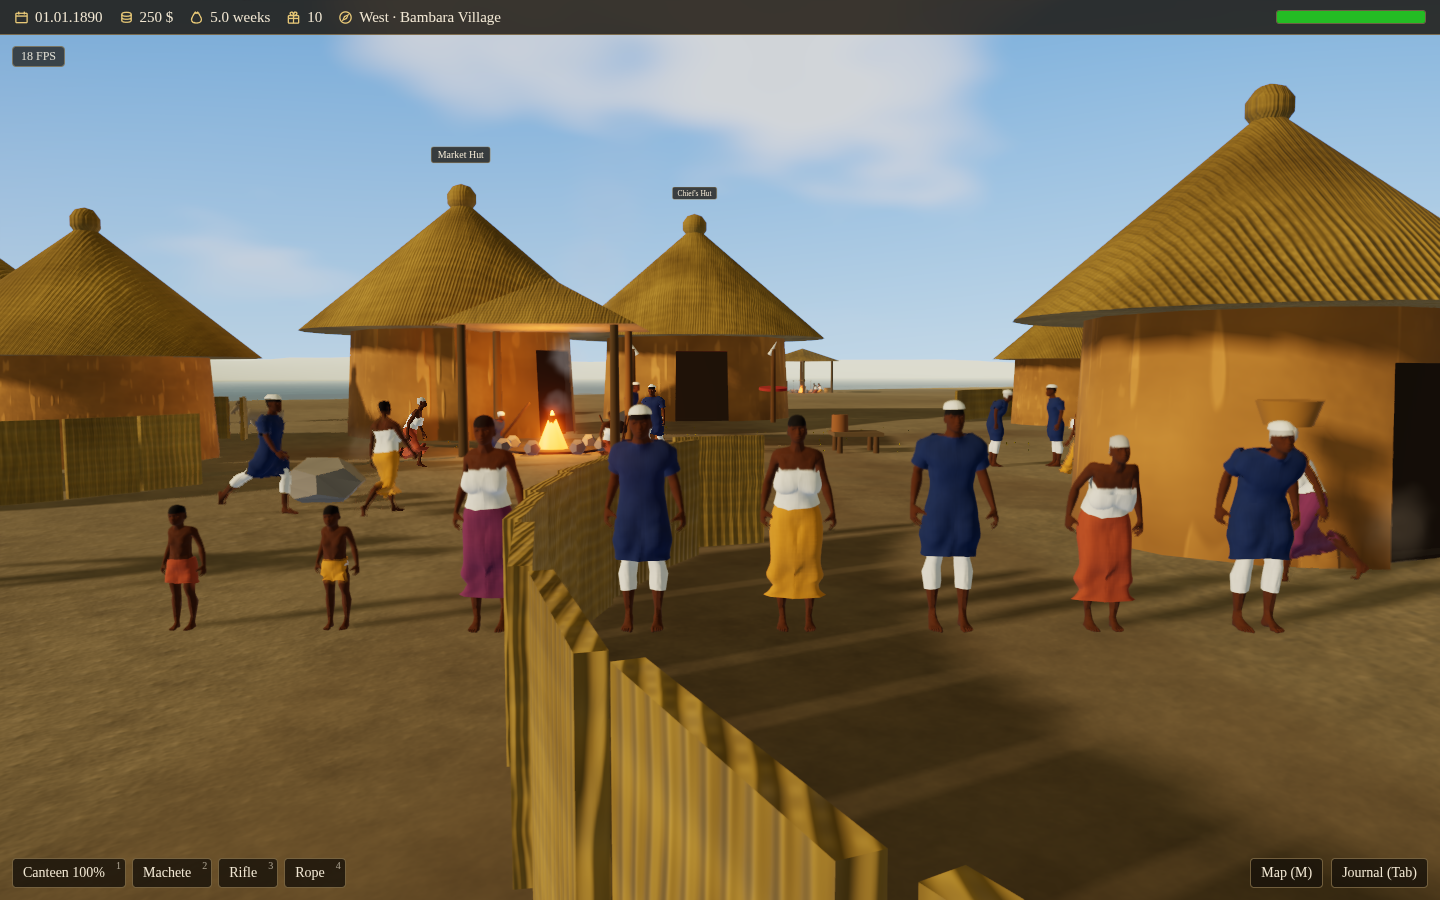 01.01.1890
250 $
5.0 weeks
10
West · Bambara Village
18 FPS
Market Hut
Chief's Hut
Canteen 100% 1
Machete 2
Rifle 3
Rope 4
Map (M)
Journal (Tab)